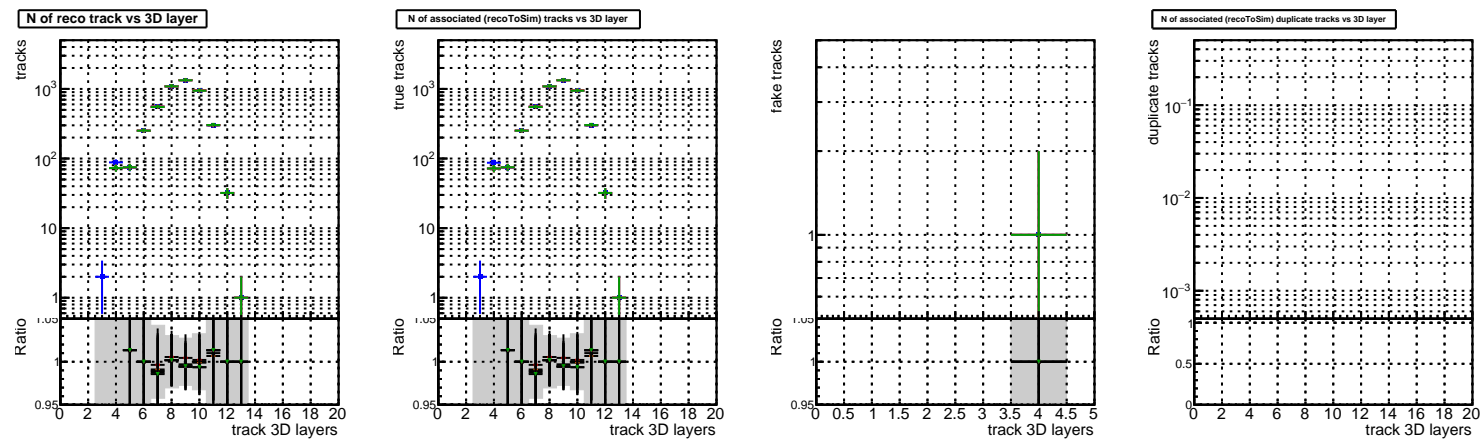 N of reco track vs 3D layer
tracks
10³
10²
10
1
1.05
Ratio
1
0.95
0 2 4 6 8 10 12 14 16 18 20
track 3D layers
N of associated (recoToSim) tracks vs 3D layer
true tracks
10³
10²
10
1
1.05
Ratio
1
0.95
0 2 4 6 8 10 12 14 16 18 20
track 3D layers
fake tracks
1
1.05
Ratio
1
0.95
0 0.5 1 1.5 2 2.5 3 3.5 4 4.5 5
track 3D layers
N of associated (recoToSim) duplicate tracks vs 3D layer
duplicate tracks
10⁻¹
10⁻²
10⁻³
Ratio
1
0.5
0
0 2 4 6 8 10 12 14 16 18 20
track 3D layers